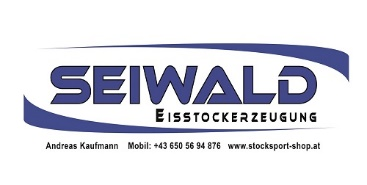 SEIWALD
EISSTOCKERZEUGUNG
Andreas Kaufmann Mobil: +43 650 56 94 876 www.stocksport-shop.at